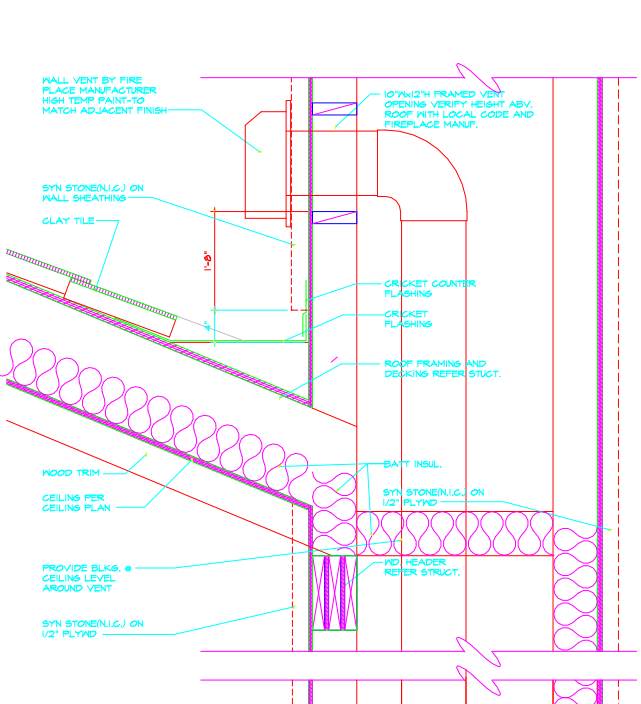 WALL VENT BY FIRE
PLACE MANUFACTURER
HIGH TEMP PAINT-TO
MATCH ADJACENT FINISH
10"Wx12"H FRAMED VENT
OPENING VERIFY HEIGHT ABV.
ROOF WITH LOCAL CODE AND
FIREPLACE MANUF.
SYN STONE(N.I.C.) ON
WALL SHEATHING
CLAY TILE
1'-8"
CRICKET COUNTER
FLASHING
CRICKET
FLASHING
ROOF FRAMING AND
DECKING REFER STUCT.
BATT INSUL.
WOOD TRIM
CEILING PER
CEILING PLAN
SYN STONE(N.I.C.) ON
1/2" PLYWD
PROVIDE BLKG. @
CEILING LEVEL
AROUND VENT
WD. HEADER
REFER STRUCT.
SYN STONE(N.I.C.) ON
1/2" PLYWD